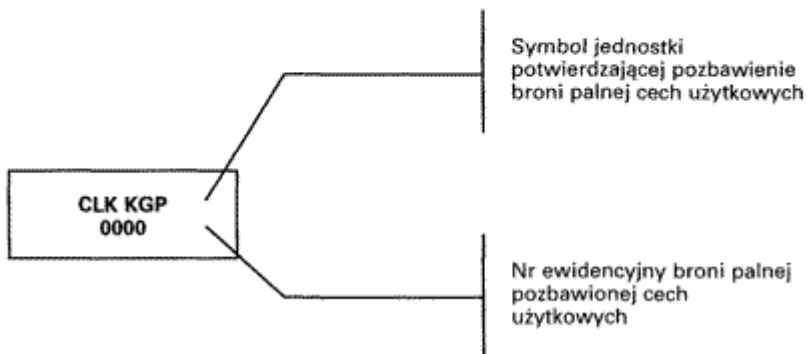 Symbol jednostki
potwierdzającej pozbawienie
broni palnej cech użytkowych
CLK KGP
0000
Nr ewidencyjny broni palnej
pozbawionej cech
użytkowych